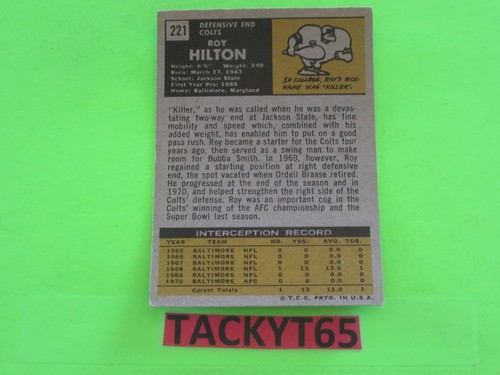 221
DEFENSIVE END
COLTS
ROY
HILTON
Height: 6-6 Weight: 240
Born: March 23, 1943
School: Jackson State
First Year Pro: 1965
Home: Baltimore, Maryland
IN COLLEGE, ROY'S NICK-
NAME WAS "KILLER."
"Killer," as he was called when he was a devas-
tating two-way end at Jackson State, has fine
mobility and speed which, combined with his
added weight, has enabled him to put on a good
pass rush. Roy became a starter for the Colts four
years ago, then served as a swing man to make
room for Bubba Smith. In 1969, however, Roy
regained a starting position at right defensive
end, the spot vacated when Ordell Braase retired.
He progressed at the end of the season and in
1970, and helped strengthen the right side of the
Colts' defense. Roy was an important cog in the
Colts' winning of the AFC championship and the
Super Bowl last season.
INTERCEPTION RECORD
YEAR TEAM NO. YDS. AVG. TDS.
1965 BALTIMORE NFL 0 0 0.0 0
1966 BALTIMORE NFL 0 0 0.0 0
1967 BALTIMORE NFL 0 0 0.0 0
1968 BALTIMORE NFL 1 13 13.0 1
1969 BALTIMORE NFL 0 0 0.0 0
1970 BALTIMORE AFC 0 0 0.0 0
Career Totals 1 13 13.0 1
© T.C.G. PRTD. IN U.S.A.
TACKYT65